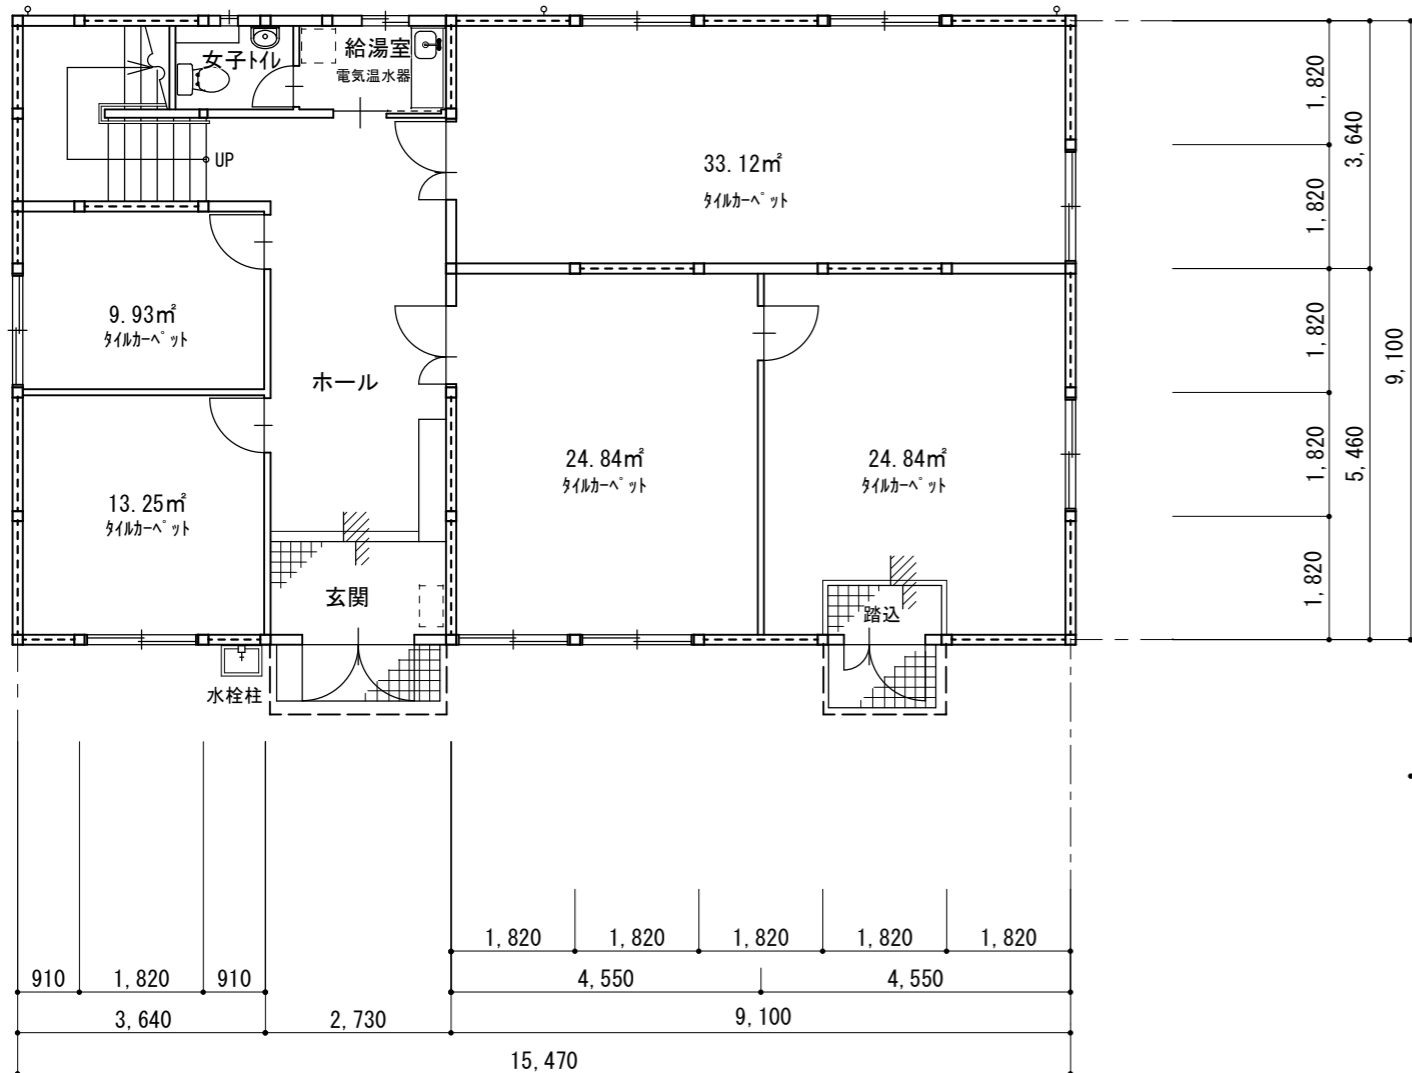 女子ﾄｲﾚ
給湯室
電気温水器
UP
33.12㎡
ﾀｲﾙｶｰﾍﾟｯﾄ
9.93㎡
ﾀｲﾙｶｰﾍﾟｯﾄ
ホール
24.84㎡
ﾀｲﾙｶｰﾍﾟｯﾄ
24.84㎡
ﾀｲﾙｶｰﾍﾟｯﾄ
13.25㎡
ﾀｲﾙｶｰﾍﾟｯﾄ
玄関
踏込
水栓柱
1,820
1,820
1,820
1,820
1,820
3,640
5,460
9,100
1,820
1,820
1,820
1,820
1,820
910
1,820
910
4,550
4,550
3,640
2,730
9,100
15,470